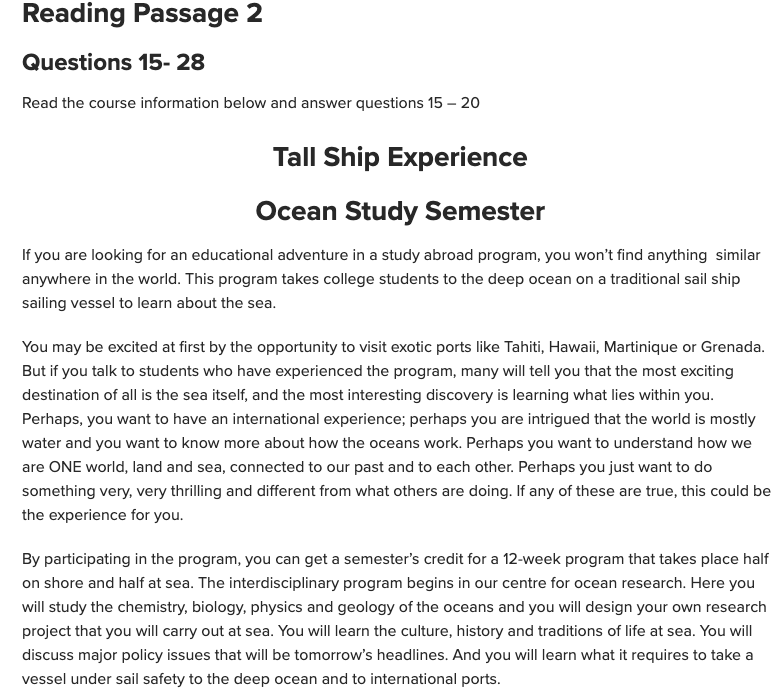 Reading Passage 2
Questions 15- 28
Read the course information below and answer questions 15 – 20
Tall Ship Experience
Ocean Study Semester
If you are looking for an educational adventure in a study abroad program, you won’t find anything  similar
anywhere in the world. This program takes college students to the deep ocean on a traditional sail ship
sailing vessel to learn about the sea.
You may be excited at first by the opportunity to visit exotic ports like Tahiti, Hawaii, Martinique or Grenada.
But if you talk to students who have experienced the program, many will tell you that the most exciting
destination of all is the sea itself, and the most interesting discovery is learning what lies within you.
Perhaps, you want to have an international experience; perhaps you are intrigued that the world is mostly
water and you want to know more about how the oceans work. Perhaps you want to understand how we
are ONE world, land and sea, connected to our past and to each other. Perhaps you just want to do
something very, very thrilling and different from what others are doing. If any of these are true, this could be
the experience for you.
By participating in the program, you can get a semester’s credit for a 12-week program that takes place half
on shore and half at sea. The interdisciplinary program begins in our centre for ocean research. Here you
will study the chemistry, biology, physics and geology of the oceans and you will design your own research
project that you will carry out at sea. You will learn the culture, history and traditions of life at sea. You will
discuss major policy issues that will be tomorrow’s headlines. And you will learn what it requires to take a
vessel under sail safety to the deep ocean and to international ports.